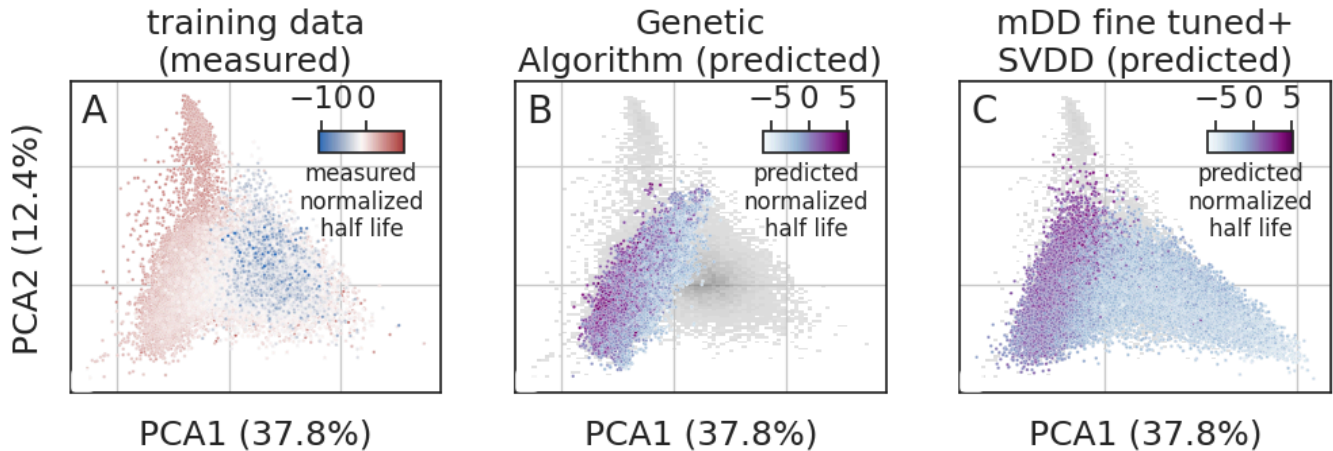 training data
(measured)
A
−10 0
measured
normalized
half life
PCA2 (12.4%)
PCA1 (37.8%)
Genetic
Algorithm (predicted)
B
−5 0 5
predicted
normalized
half life
PCA1 (37.8%)
mDD fine tuned+
SVDD (predicted)
C
−5 0 5
predicted
normalized
half life
PCA1 (37.8%)